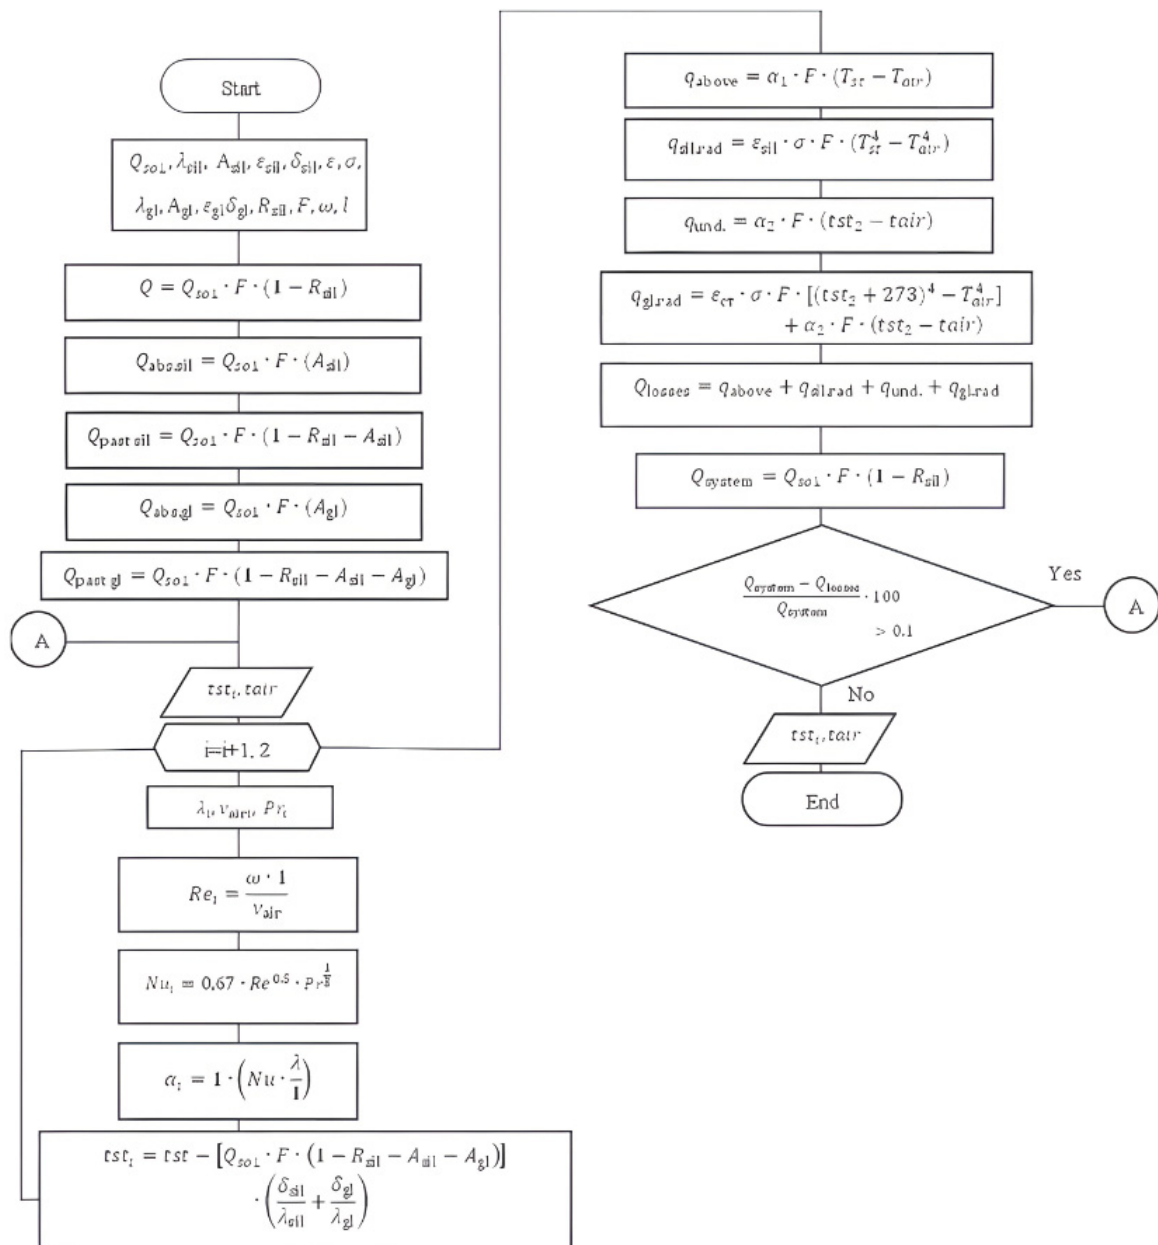 Start
Q_sol, λ_sil, A_sil, ε_sil, δ_sil, ε, σ,
λ_gl, A_gl, ε_gl δ_gl, R_sil, F, ω, l
Q = Q_sol · F · (1 − R_sil)
Q_abs.sil = Q_sol · F · (A_sil)
Q_past sil = Q_sol · F · (1 − R_sil − A_sil)
Q_abs.gl = Q_sol · F · (A_gl)
Q_past gl = Q_sol · F · (1 − R_sil − A_sil − A_gl)
A
tst_i, tair
i=i+1, 2
λ_i, ν_airi, Pr_i
Re_i = (ω · 1) / ν_air
Nu_i = 0.67 · Re^0.5 · Pr^(1/3)
α_i = 1 · (Nu · λ/1)
tst_i = tst − [Q_sol · F · (1 − R_sil − A_sil − A_gl)]
· (δ_sil/λ_sil + δ_gl/λ_gl)
q_above = α_1 · F · (T_st − T_air)
q_sil.rad = ε_sil · σ · F · (T_st^4 − T_air^4)
q_und. = α_2 · F · (tst_2 − tair)
q_gl.rad = ε_ст · σ · F · [(tst_2 + 273)^4 − T_air^4]
+ α_2 · F · (tst_2 − tair)
Q_losses = q_above + q_sil.rad + q_und. + q_gl.rad
Q_system = Q_sol · F · (1 − R_sil)
(Q_system − Q_losses) / Q_system · 100
> 0.1
Yes
A
No
tst_i, tair
End